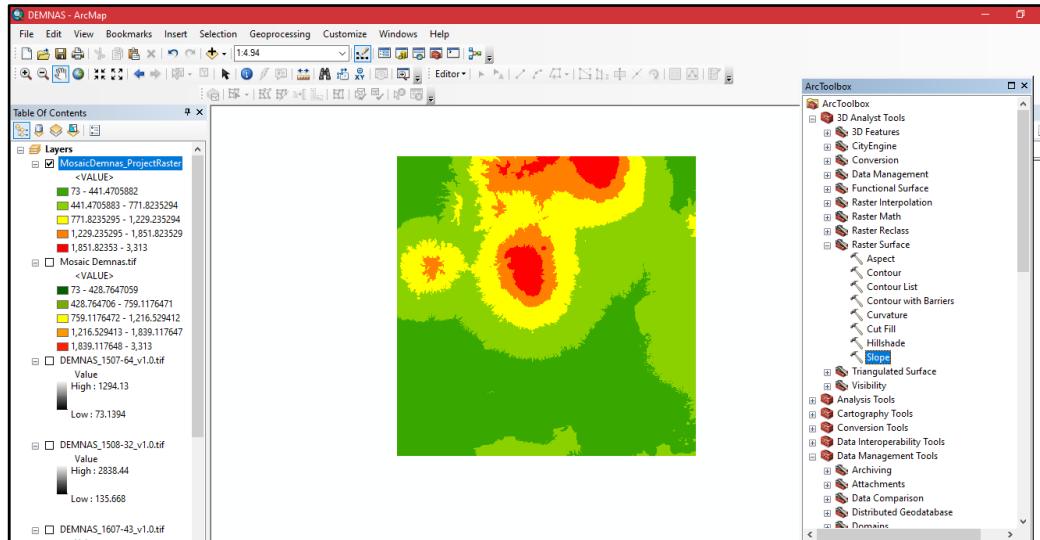 DEMNAS - ArcMap
File Edit View Bookmarks Insert Selection Geoprocessing Customize Windows Help
1:4.94
Editor
Table Of Contents
Layers
MosaicDemnas_ProjectRaster
<VALUE>
73 - 441.4705882
441.4705883 - 771.8235294
771.8235295 - 1,229.235294
1,229.235295 - 1,851.823529
1,851.82353 - 3,313
Mosaic Demnas.tif
<VALUE>
73 - 428.7647059
428.764706 - 759.1176471
759.1176472 - 1,216.529412
1,216.529413 - 1,839.117647
1,839.117648 - 3,313
DEMNAS_1507-64_v1.0.tif
Value
High : 1294.13
Low : 73.1394
DEMNAS_1508-32_v1.0.tif
Value
High : 2838.44
Low : 135.668
DEMNAS_1607-43_v1.0.tif
ArcToolbox
ArcToolbox
3D Analyst Tools
3D Features
CityEngine
Conversion
Data Management
Functional Surface
Raster Interpolation
Raster Math
Raster Reclass
Raster Surface
Aspect
Contour
Contour List
Contour with Barriers
Curvature
Cut Fill
Hillshade
Slope
Triangulated Surface
Visibility
Analysis Tools
Cartography Tools
Conversion Tools
Data Interoperability Tools
Data Management Tools
Archiving
Attachments
Data Comparison
Distributed Geodatabase
Domains